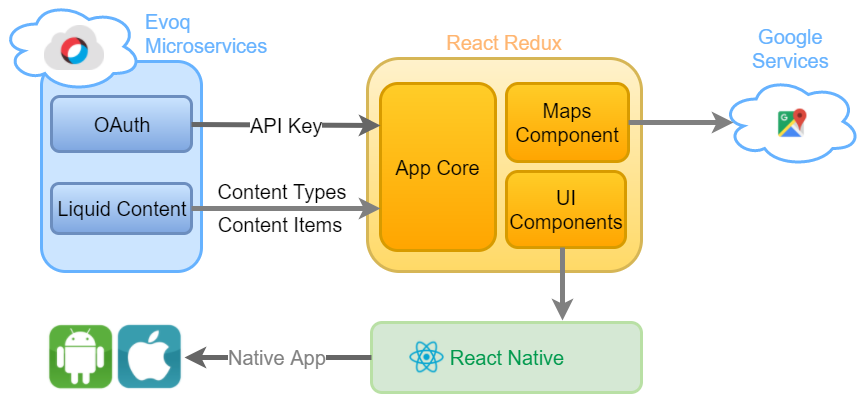 Evoq
Microservices
React Redux
Google
Services
OAuth
API Key
App Core
Maps
Component
Liquid Content
Content Types
Content Items
UI
Components
Native App
React Native